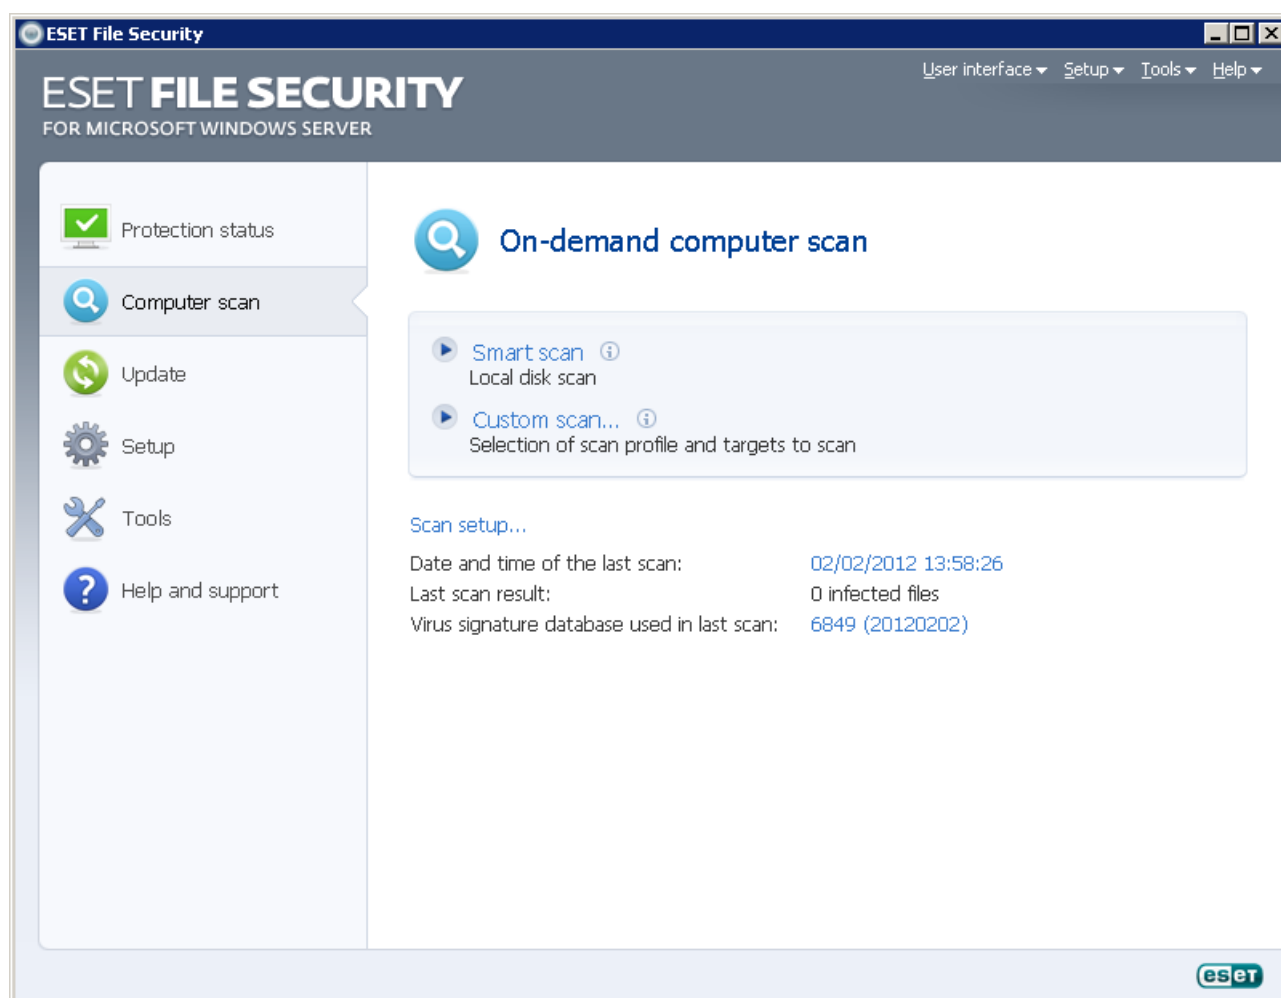 ESET File Security
User interface Setup Tools Help
ESET FILE SECURITY
FOR MICROSOFT WINDOWS SERVER
Protection status
Computer scan
Update
Setup
Tools
Help and support
On-demand computer scan
Smart scan
Local disk scan
Custom scan...
Selection of scan profile and targets to scan
Scan setup...
Date and time of the last scan: 02/02/2012 13:58:26
Last scan result: 0 infected files
Virus signature database used in last scan: 6849 (20120202)
eseT